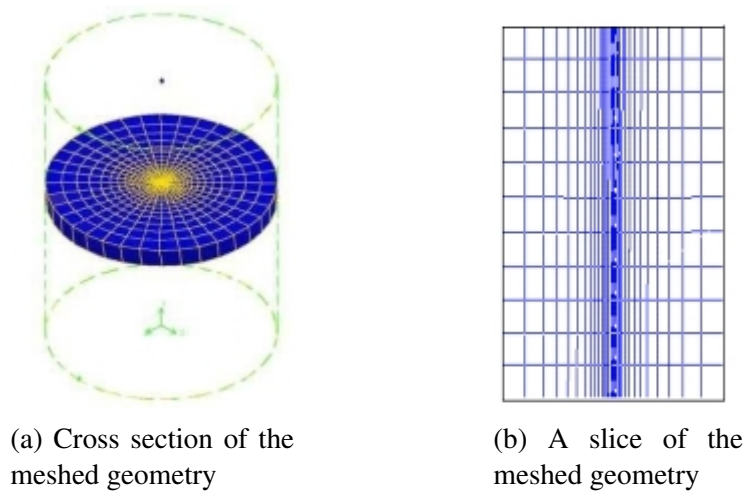 (a) Cross section of the
meshed geometry
(b) A slice of the
meshed geometry